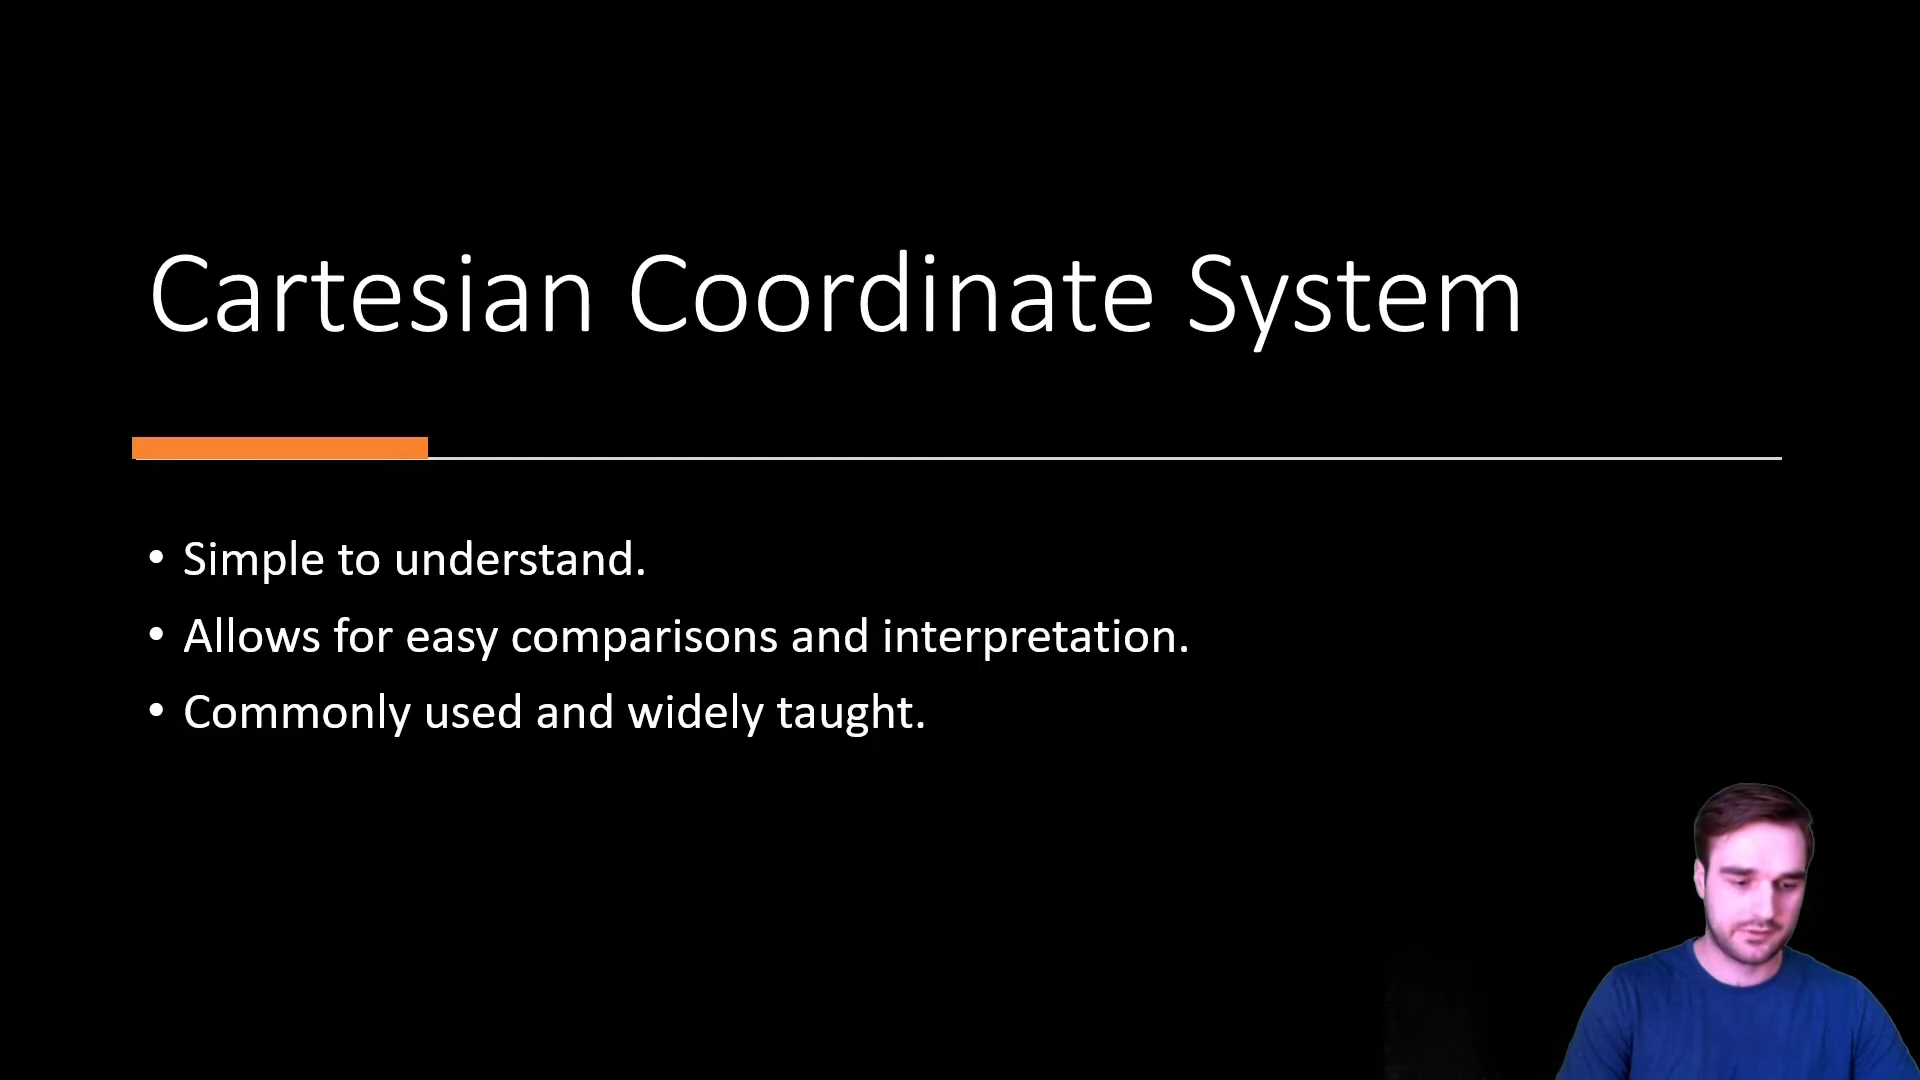 Cartesian Coordinate System
• Simple to understand.
• Allows for easy comparisons and interpretation.
• Commonly used and widely taught.